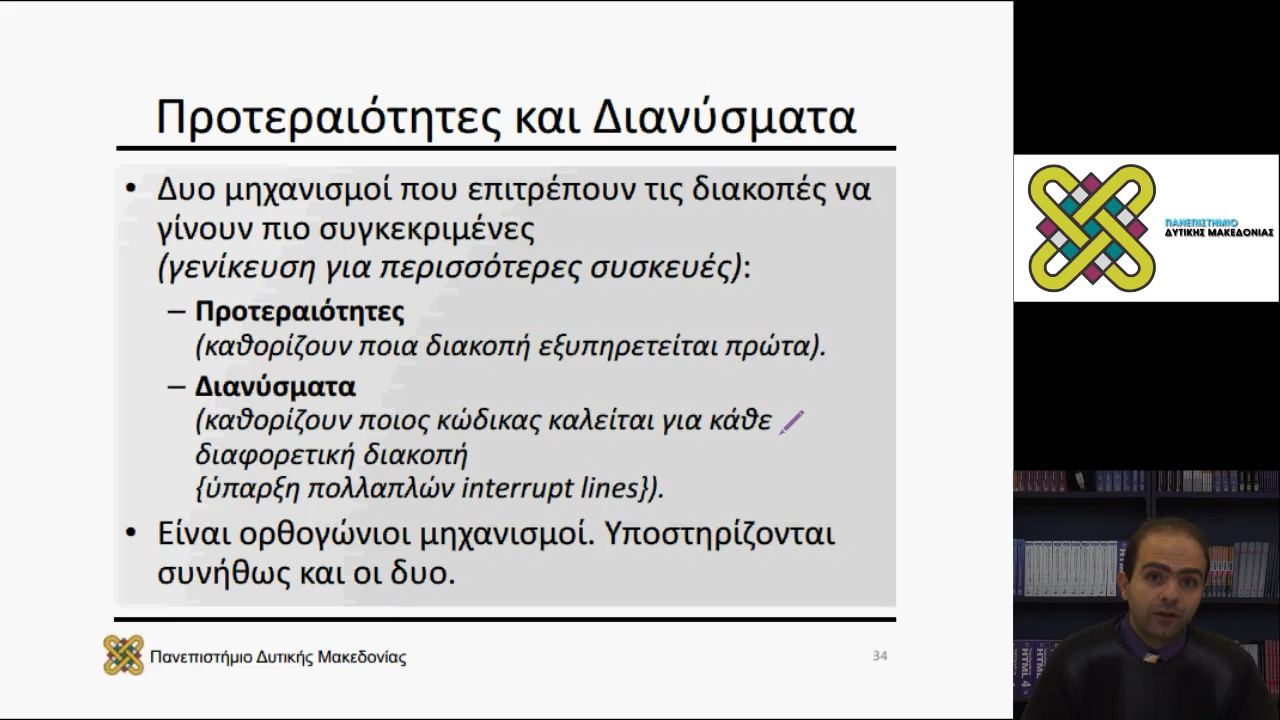 Προτεραιότητες και Διανύσματα
• Δυο μηχανισμοί που επιτρέπουν τις διακοπές να
γίνουν πιο συγκεκριμένες
(γενίκευση για περισσότερες συσκευές):
– Προτεραιότητες
(καθορίζουν ποια διακοπή εξυπηρετείται πρώτα).
– Διανύσματα
(καθορίζουν ποιος κώδικας καλείται για κάθε
διαφορετική διακοπή
{ύπαρξη πολλαπλών interrupt lines}).
• Είναι ορθογώνιοι μηχανισμοί. Υποστηρίζονται
συνήθως και οι δυο.
Πανεπιστήμιο Δυτικής Μακεδονίας
34
ΠΑΝΕΠΙΣΤΗΜΙΟ
ΔΥΤΙΚΗΣ ΜΑΚΕΔΟΝΙΑΣ
HTML 4